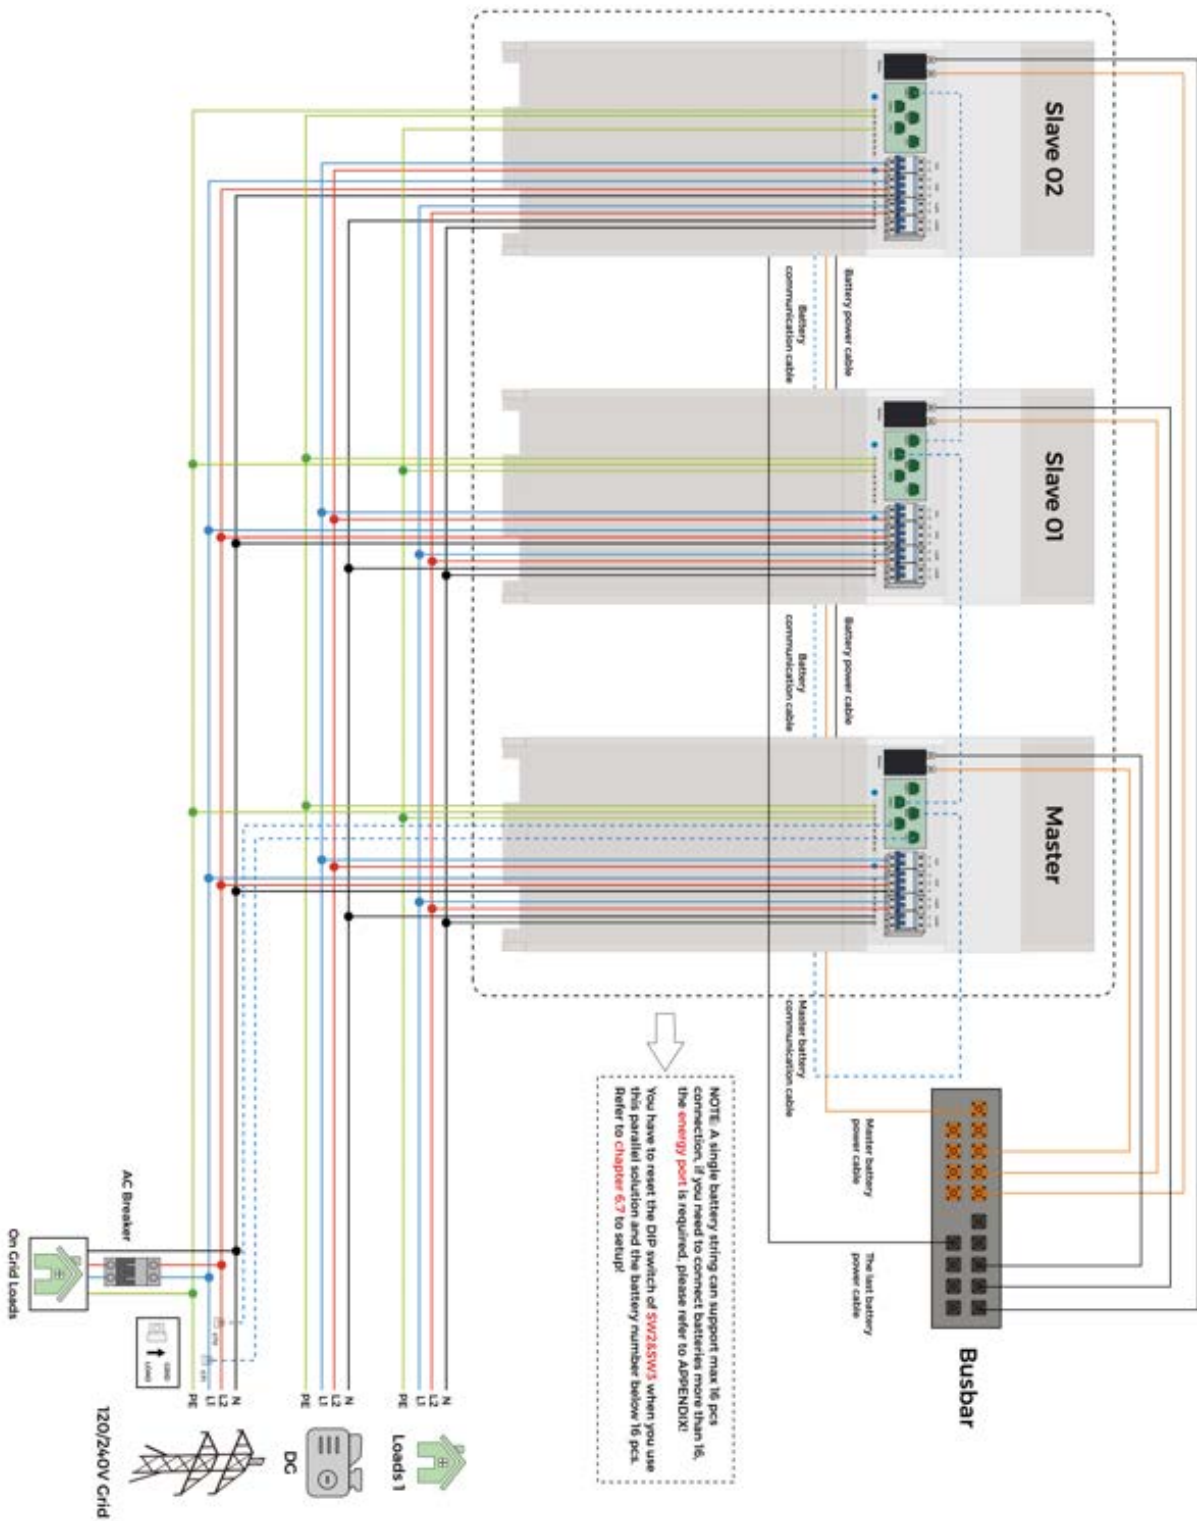 Slave 02
Slave 01
Master
Battery power cable
Battery
communication cable
Battery power cable
Battery
communication cable
Master battery
communication cable
Master battery
power cable
The last battery
power cable
Busbar
NOTE: A single battery string can support max 16 pcs
connection, if you need to connect batteries more than 16,
the energy port is required, please refer to APPENDIX!
You have to reset the DIP switch of SW2&SW3 when you use
this parallel solution and the battery number below 16 pcs.
Refer to chapter 6.7 to setup!
N
L2
L1
PE
Loads 1
N
L2
L1
PE
DG
N
L2
L1
PE
120/240V Grid
AC Breaker
On Grid Loads
GRID
LOAD